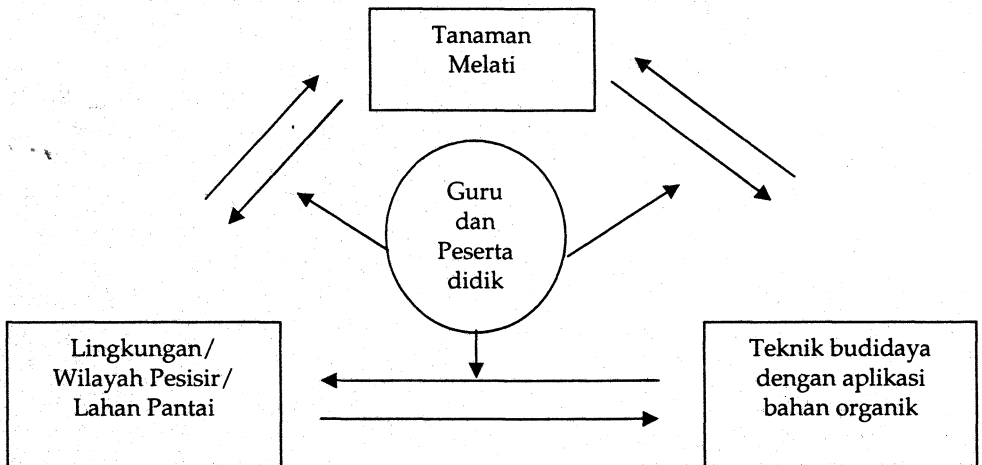 Tanaman
Melati
Guru
dan
Peserta
didik
Lingkungan/
Wilayah Pesisir/
Lahan Pantai
Teknik budidaya
dengan aplikasi
bahan organik